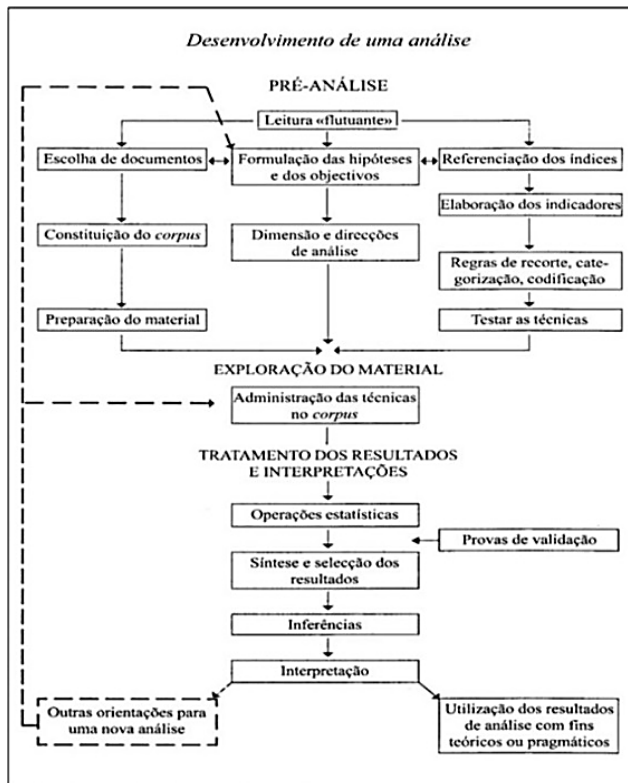 Desenvolvimento de uma análise
PRÉ-ANÁLISE
Leitura «flutuante»
Escolha de documentos
Formulação das hipóteses
e dos objectivos
Referenciação dos índices
Elaboração dos indicadores
Constituição do corpus
Dimensão e direcções
de análise
Regras de recorte, cate-
gorização, codificação
Preparação do material
Testar as técnicas
EXPLORAÇÃO DO MATERIAL
Administração das técnicas
no corpus
TRATAMENTO DOS RESULTADOS
E INTERPRETAÇÕES
Operações estatísticas
Provas de validação
Síntese e selecção dos
resultados
Inferências
Interpretação
Outras orientações para
uma nova análise
Utilização dos resultados
de análise com fins
teóricos ou pragmáticos